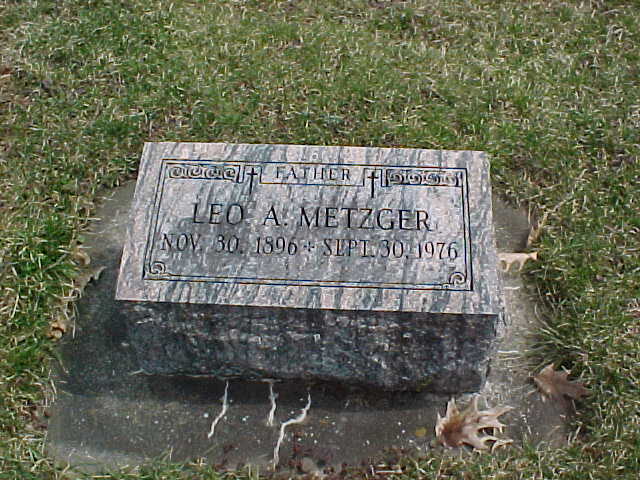 FATHER
LEO A. METZGER
NOV. 30, 1896 + SEPT. 30, 1976